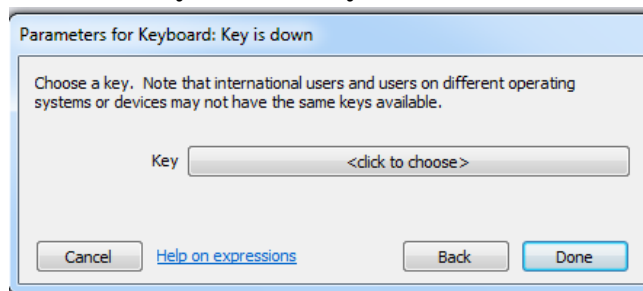 Parameters for Keyboard: Key is down
Choose a key. Note that international users and users on different operating
systems or devices may not have the same keys available.
Key <click to choose>
Cancel Help on expressions Back Done